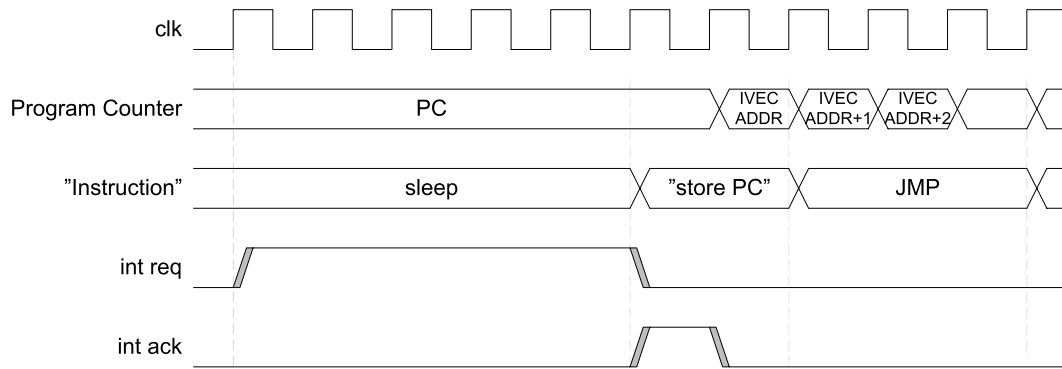 clk
Program Counter
PC
IVEC
ADDR
IVEC
ADDR+1
IVEC
ADDR+2
”Instruction”
sleep
”store PC”
JMP
int req
int ack